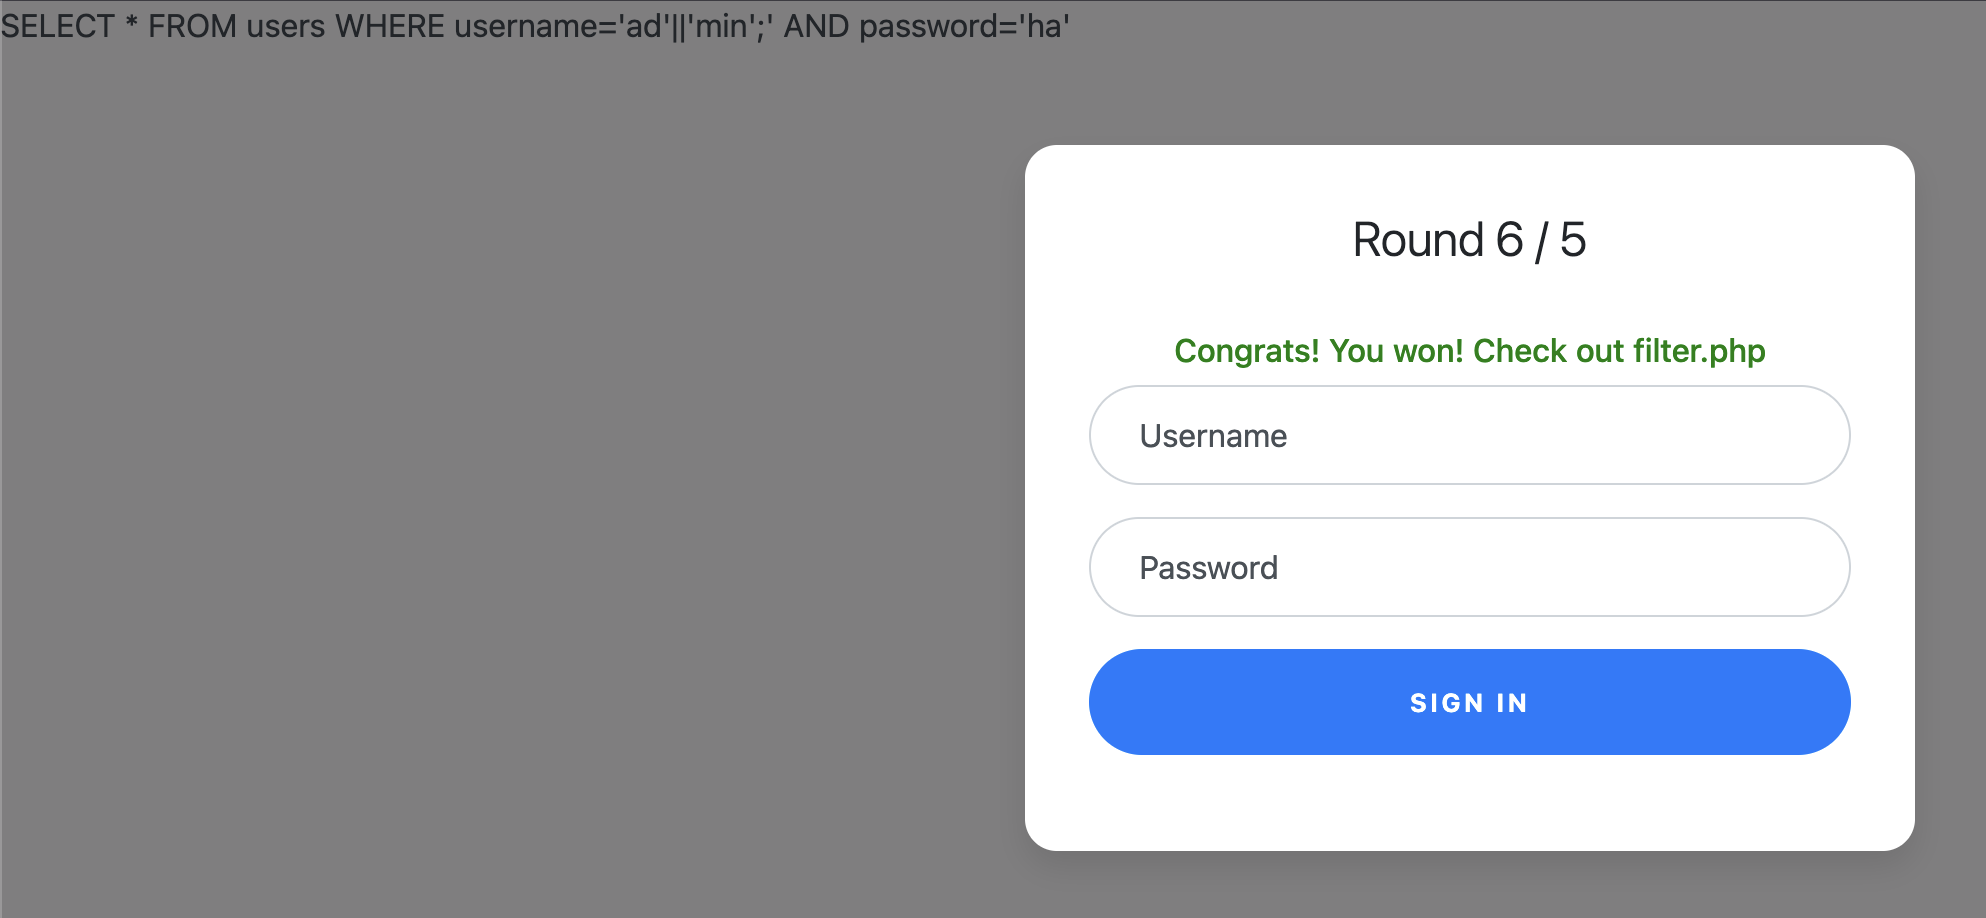 SELECT * FROM users WHERE username='ad'||'min';' AND password='ha'
Round 6 / 5
Congrats! You won! Check out filter.php
Username
Password
SIGN IN